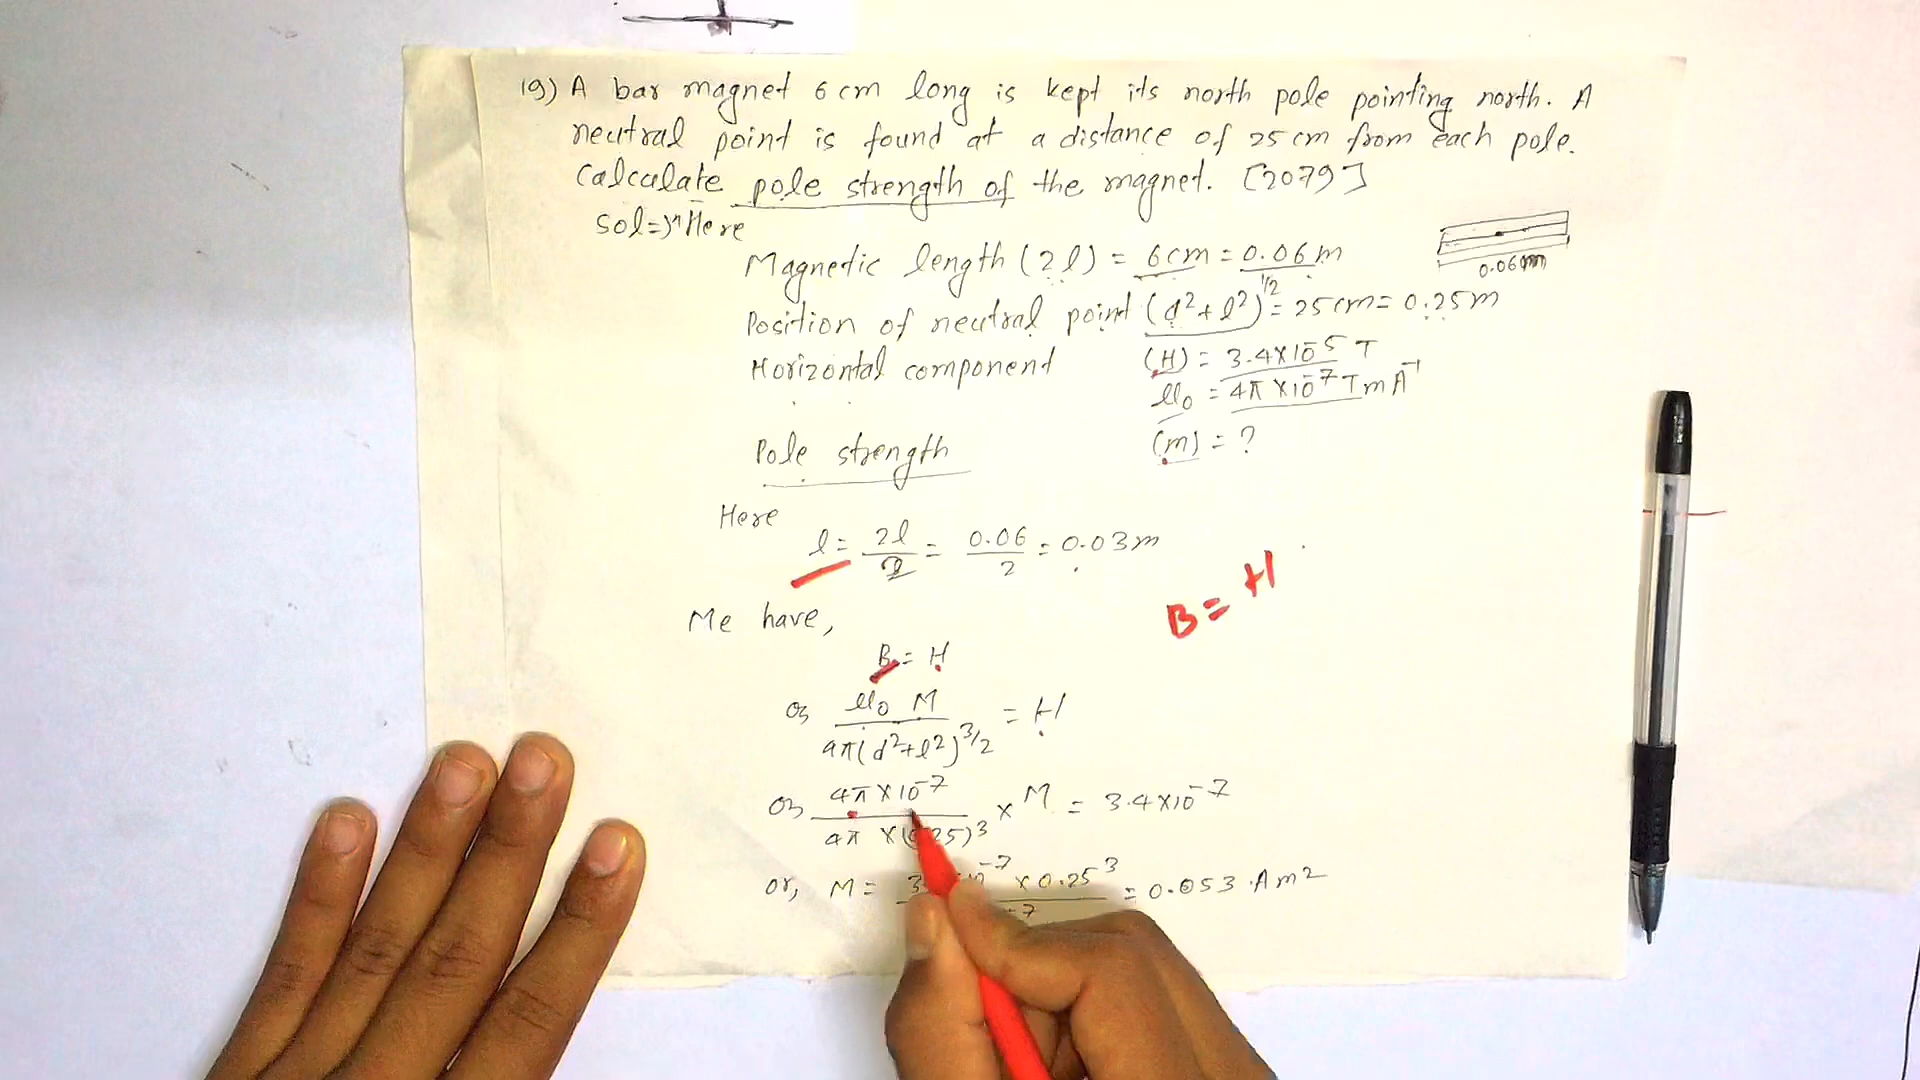 19) A bar magnet 6 cm long is kept its north pole pointing north. A
neutral point is found at a distance of 25 cm from each pole.
Calculate pole strength of the magnet. [2079]
Sol=)ⁿ Here
Magnetic length (2l) = 6cm = 0.06m
0.06m
Position of neutral point (d²+l²)^1/2 = 25cm = 0.25m
Horizontal component (H) = 3.4×10⁻⁵ T
μ₀ = 4π×10⁻⁷ TmA⁻¹
Pole strength (m) = ?
Here
l = 2l/2 = 0.06/2 = 0.03m
B = H
We have,
B = H
or μ₀ M / 4π(d²+l²)^3/2 = H
or 4π×10⁻⁷ / 4π × ( 25)³ × M = 3.4×10⁻⁷
or, M = 3 ⁻⁷ × 0.25³ / ⁻⁷ = 0.053 Am²